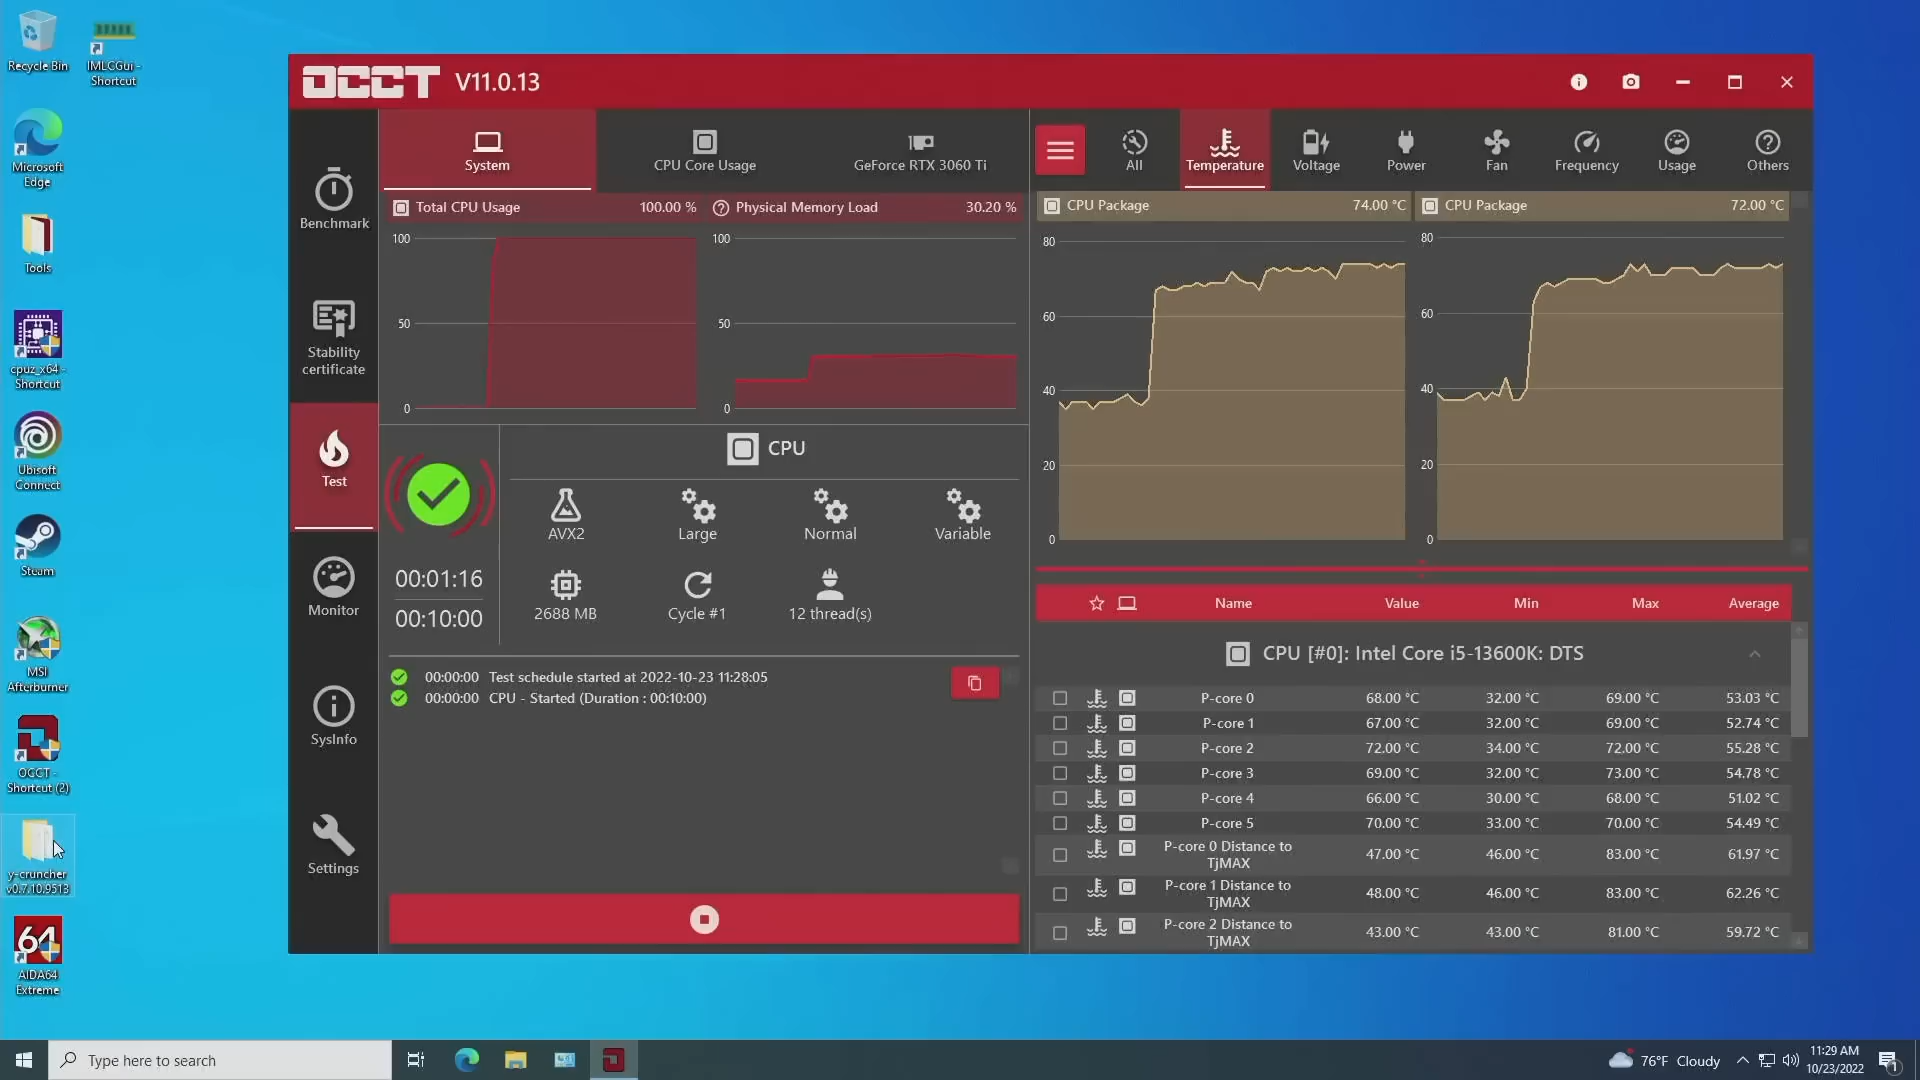 Recycle Bin
IMLCGui -
Shortcut
Microsoft
Edge
Tools
cpuz_x64 -
Shortcut
Ubisoft
Connect
Steam
MSI
Afterburner
OCCT -
Shortcut (2)
y-cruncher
v0.7.10.9513
64
AIDA64
Extreme
OCCT V11.0.13
Benchmark
Stability
certificate
Test
Monitor
SysInfo
Settings
System
CPU Core Usage
GeForce RTX 3060 Ti
Total CPU Usage 100.00 %
Physical Memory Load 30.20 %
100
50
0
100
50
0
CPU
AVX2
Large
Normal
Variable
00:01:16
00:10:00
2688 MB
Cycle #1
12 thread(s)
00:00:00 Test schedule started at 2022-10-23 11:28:05
00:00:00 CPU - Started (Duration : 00:10:00)
All
Temperature
Voltage
Power
Fan
Frequency
Usage
Others
CPU Package 74.00 °C
CPU Package 72.00 °C
80
60
40
20
0
80
60
40
20
0
Name Value Min Max Average
CPU [#0]: Intel Core i5-13600K: DTS
P-core 0 68.00 °C 32.00 °C 69.00 °C 53.03 °C
P-core 1 67.00 °C 32.00 °C 69.00 °C 52.74 °C
P-core 2 72.00 °C 34.00 °C 72.00 °C 55.28 °C
P-core 3 69.00 °C 32.00 °C 73.00 °C 54.78 °C
P-core 4 66.00 °C 30.00 °C 68.00 °C 51.02 °C
P-core 5 70.00 °C 33.00 °C 70.00 °C 54.49 °C
P-core 0 Distance to
TjMAX 47.00 °C 46.00 °C 83.00 °C 61.97 °C
P-core 1 Distance to
TjMAX 48.00 °C 46.00 °C 83.00 °C 62.26 °C
P-core 2 Distance to
TjMAX 43.00 °C 43.00 °C 81.00 °C 59.72 °C
Type here to search
76°F Cloudy
11:29 AM
10/23/2022
1